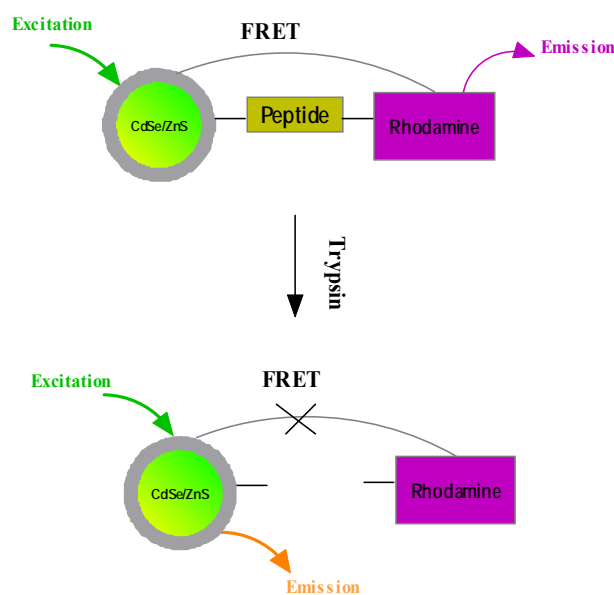 Excitation
FRET
Emission
CdSe/ZnS
Peptide
Rhodamine
Trypsin
Excitation
FRET
CdSe/ZnS
Rhodamine
Emission